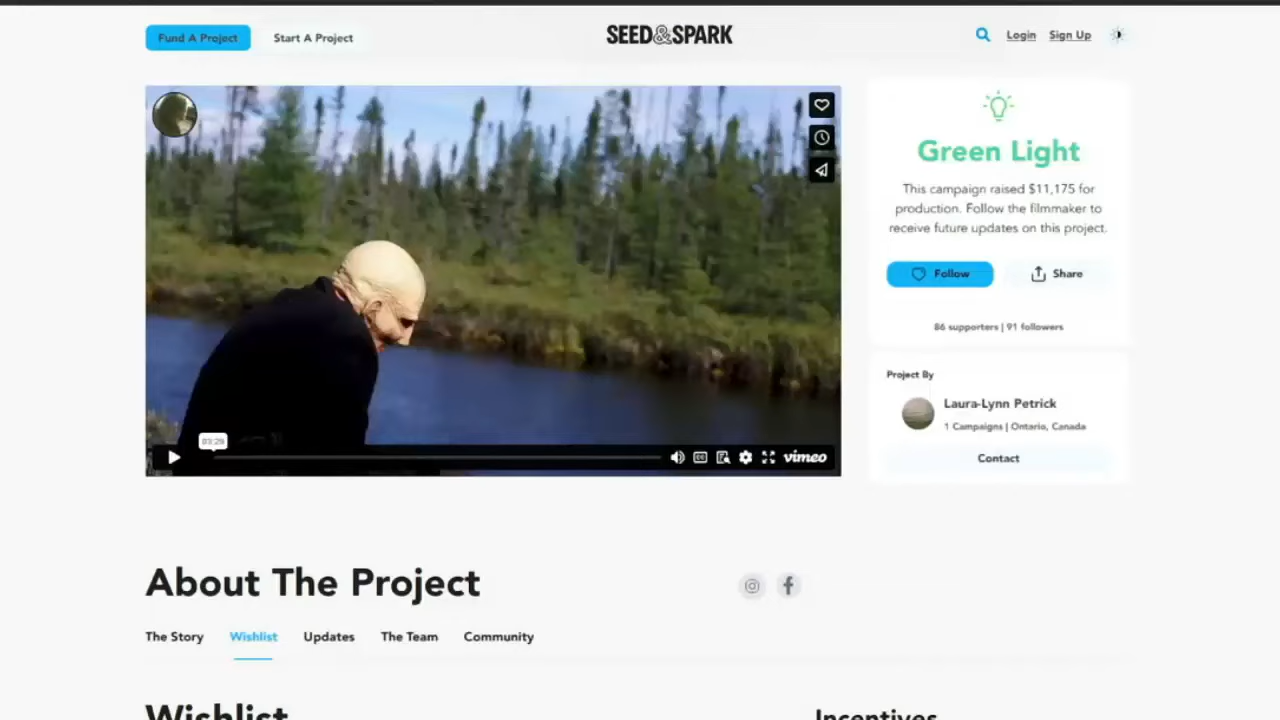 Fund A Project
Start A Project
SEED&SPARK
Login
Sign Up
Green Light
This campaign raised $11,175 for
production. Follow the filmmaker to
receive future updates on this project.
Follow
Share
86 supporters | 91 followers
Project By
Laura-Lynn Petrick
1 Campaigns | Ontario, Canada
Contact
03:29
CC
vimeo
About The Project
The Story
Wishlist
Updates
The Team
Community
Wishlist
Incentives